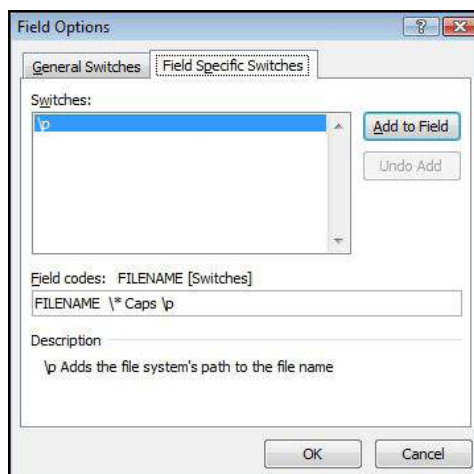 Field Options
General Switches
Field Specific Switches
Switches:
\p
Add to Field
Undo Add
Field codes: FILENAME [Switches]
FILENAME \* Caps \p
Description
\p Adds the file system's path to the file name
OK
Cancel